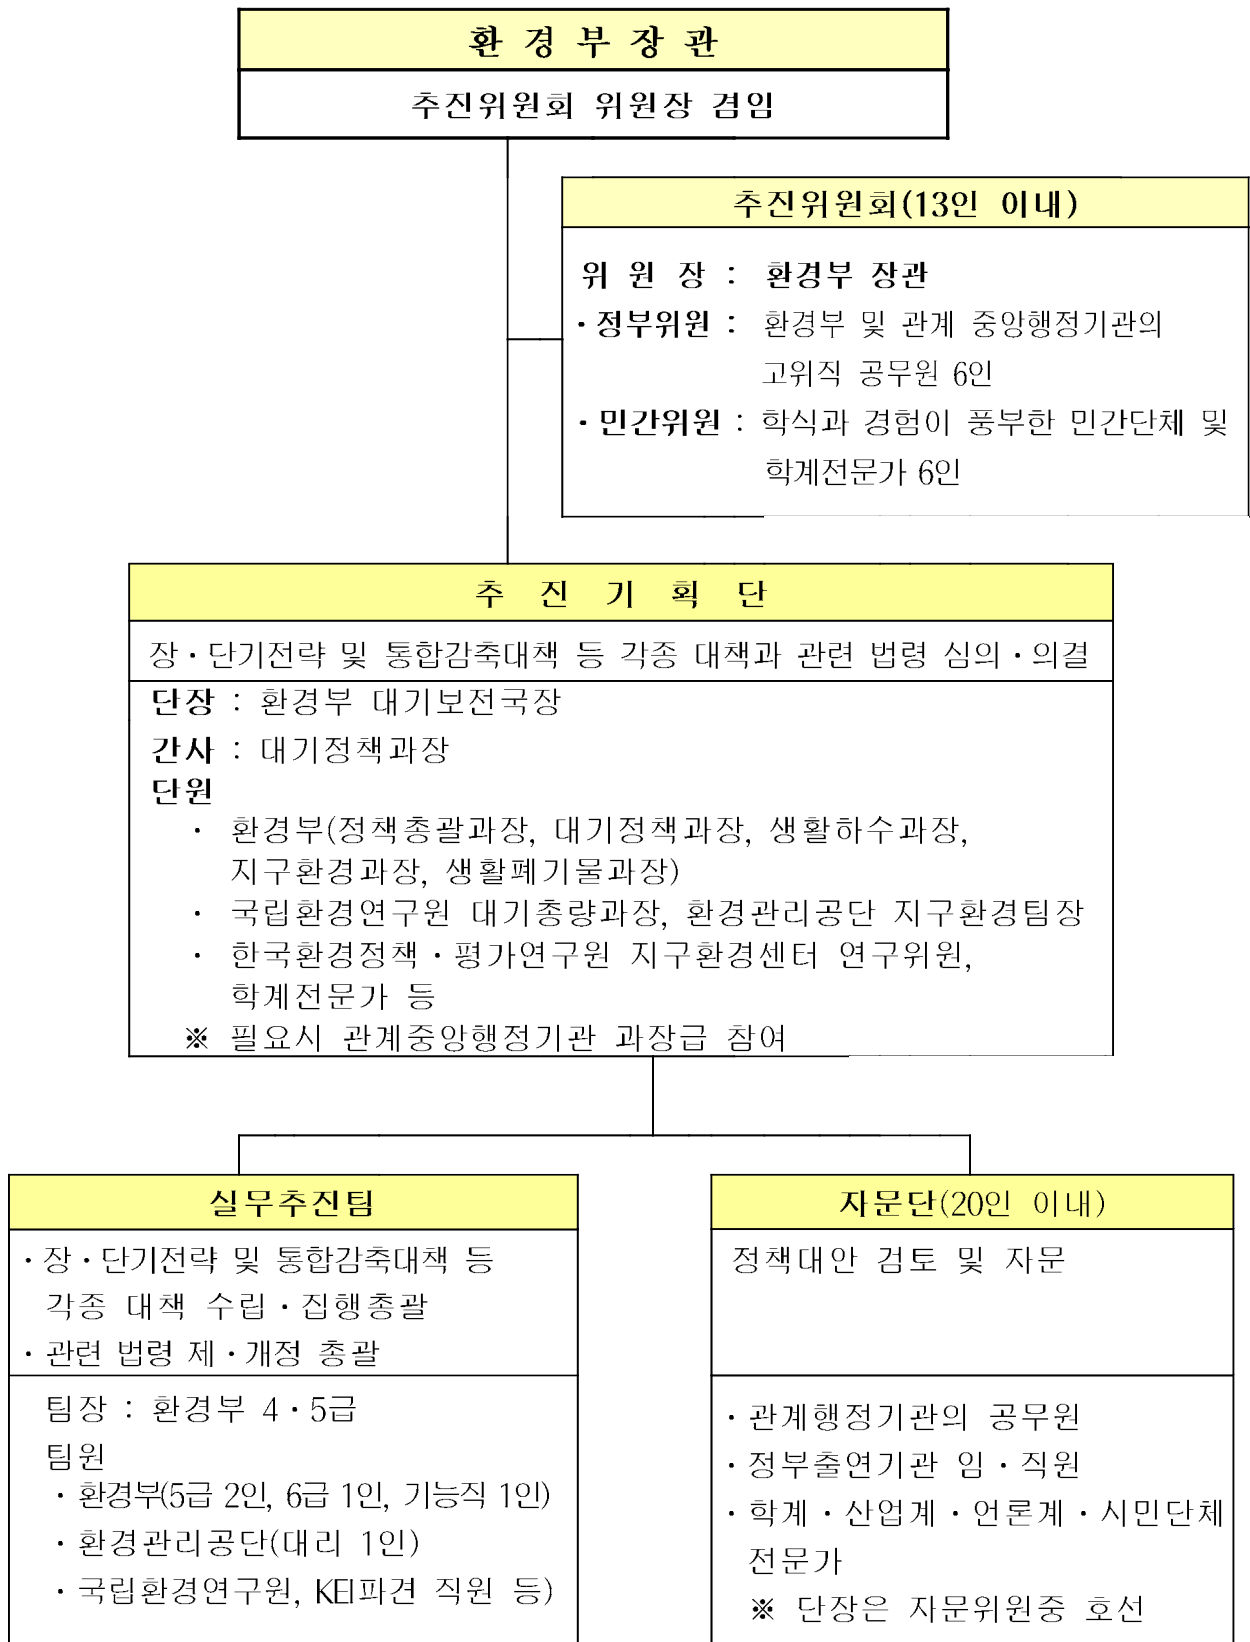 환 경 부 장 관
추진위원회 위원장 겸임
추진위원회(13인 이내)
위 원 장 : 환경부 장관
·정부위원 : 환경부 및 관계 중앙행정기관의
고위직 공무원 6인
·민간위원 : 학식과 경험이 풍부한 민간단체 및
학계전문가 6인
추 진 기 획 단
장·단기전략 및 통합감축대책 등 각종 대책과 관련 법령 심의·의결
단장 : 환경부 대기보전국장
간사 : 대기정책과장
단원
· 환경부(정책총괄과장, 대기정책과장, 생활하수과장,
지구환경과장, 생활폐기물과장)
· 국립환경연구원 대기총량과장, 환경관리공단 지구환경팀장
· 한국환경정책·평가연구원 지구환경센터 연구위원,
학계전문가 등
※ 필요시 관계중앙행정기관 과장급 참여
실무추진팀
·장·단기전략 및 통합감축대책 등
각종 대책 수립·집행총괄
·관련 법령 제·개정 총괄
팀장 : 환경부 4·5급
팀원
·환경부(5급 2인, 6급 1인, 기능직 1인)
·환경관리공단(대리 1인)
·국립환경연구원, KEI파견 직원 등)
자문단(20인 이내)
정책대안 검토 및 자문
·관계행정기관의 공무원
·정부출연기관 임·직원
·학계·산업계·언론계·시민단체
전문가
※ 단장은 자문위원중 호선